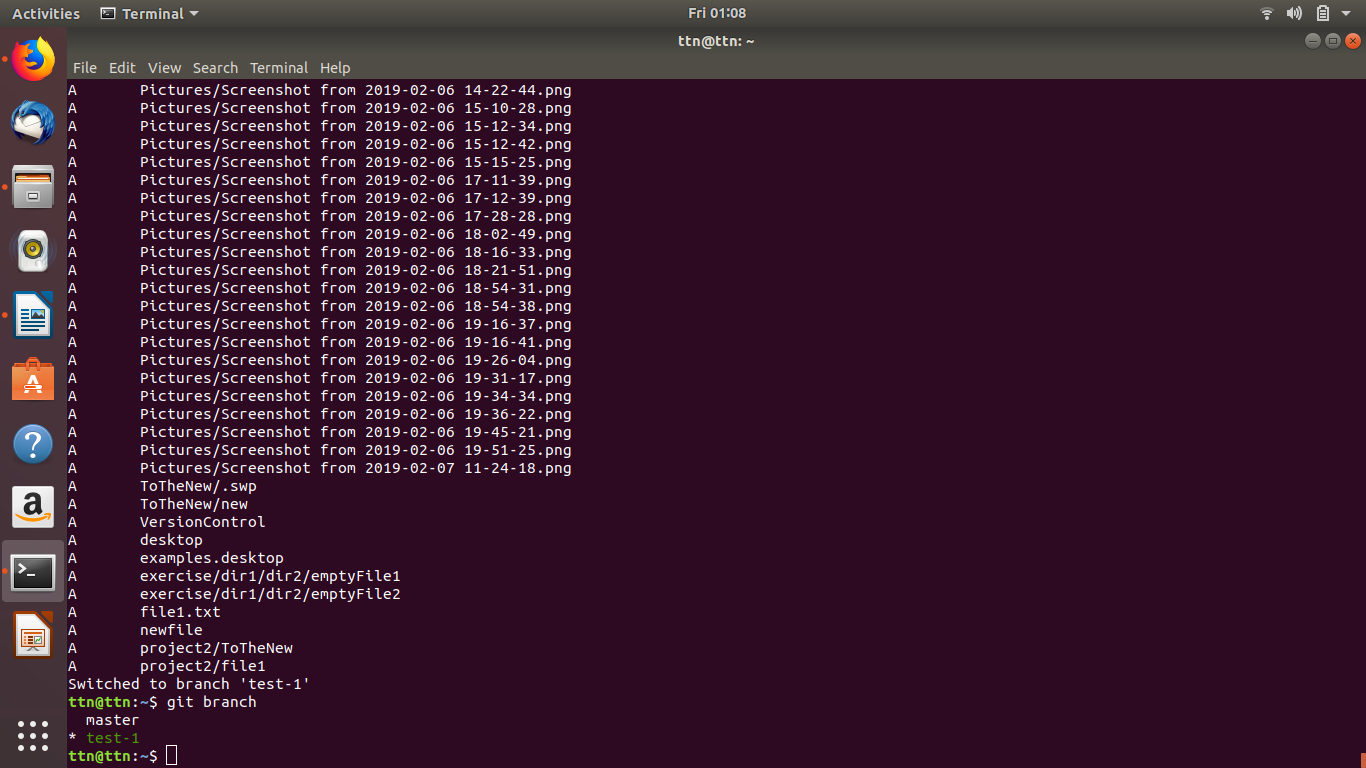 Activities Terminal Fri 01:08
ttn@ttn: ~
File Edit View Search Terminal Help
A Pictures/Screenshot from 2019-02-06 14-22-44.png
A Pictures/Screenshot from 2019-02-06 15-10-28.png
A Pictures/Screenshot from 2019-02-06 15-12-34.png
A Pictures/Screenshot from 2019-02-06 15-12-42.png
A Pictures/Screenshot from 2019-02-06 15-15-25.png
A Pictures/Screenshot from 2019-02-06 17-11-39.png
A Pictures/Screenshot from 2019-02-06 17-12-39.png
A Pictures/Screenshot from 2019-02-06 17-28-28.png
A Pictures/Screenshot from 2019-02-06 18-02-49.png
A Pictures/Screenshot from 2019-02-06 18-16-33.png
A Pictures/Screenshot from 2019-02-06 18-21-51.png
A Pictures/Screenshot from 2019-02-06 18-54-31.png
A Pictures/Screenshot from 2019-02-06 18-54-38.png
A Pictures/Screenshot from 2019-02-06 19-16-37.png
A Pictures/Screenshot from 2019-02-06 19-16-41.png
A Pictures/Screenshot from 2019-02-06 19-26-04.png
A Pictures/Screenshot from 2019-02-06 19-31-17.png
A Pictures/Screenshot from 2019-02-06 19-34-34.png
A Pictures/Screenshot from 2019-02-06 19-36-22.png
A Pictures/Screenshot from 2019-02-06 19-45-21.png
A Pictures/Screenshot from 2019-02-06 19-51-25.png
A Pictures/Screenshot from 2019-02-07 11-24-18.png
A ToTheNew/.swp
A ToTheNew/new
A VersionControl
A desktop
A examples.desktop
A exercise/dir1/dir2/emptyFile1
A exercise/dir1/dir2/emptyFile2
A file1.txt
A newfile
A project2/ToTheNew
A project2/file1
Switched to branch 'test-1'
ttn@ttn:~$ git branch
master
* test-1
ttn@ttn:~$